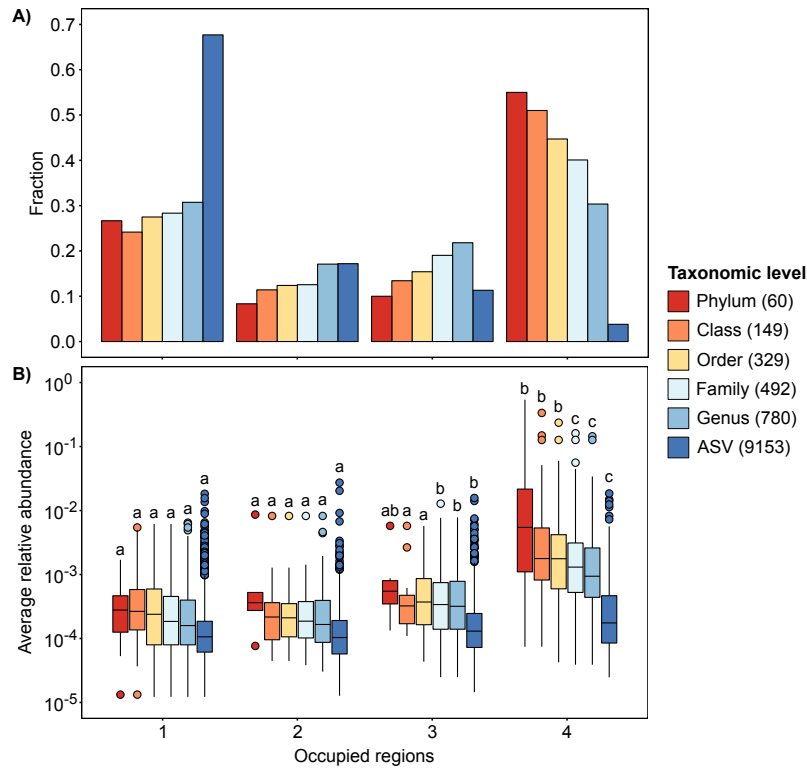 A)
0.7
0.6
0.5
0.4
0.3
0.2
0.1
0.0
Fraction
Taxonomic level
Phylum (60)
Class (149)
Order (329)
Family (492)
Genus (780)
ASV (9153)
B)
10^0
10^-1
10^-2
10^-3
10^-4
10^-5
Average relative abundance
a a a a a a
a a a a a a
ab a a b b b
b b b c c c
1 2 3 4
Occupied regions